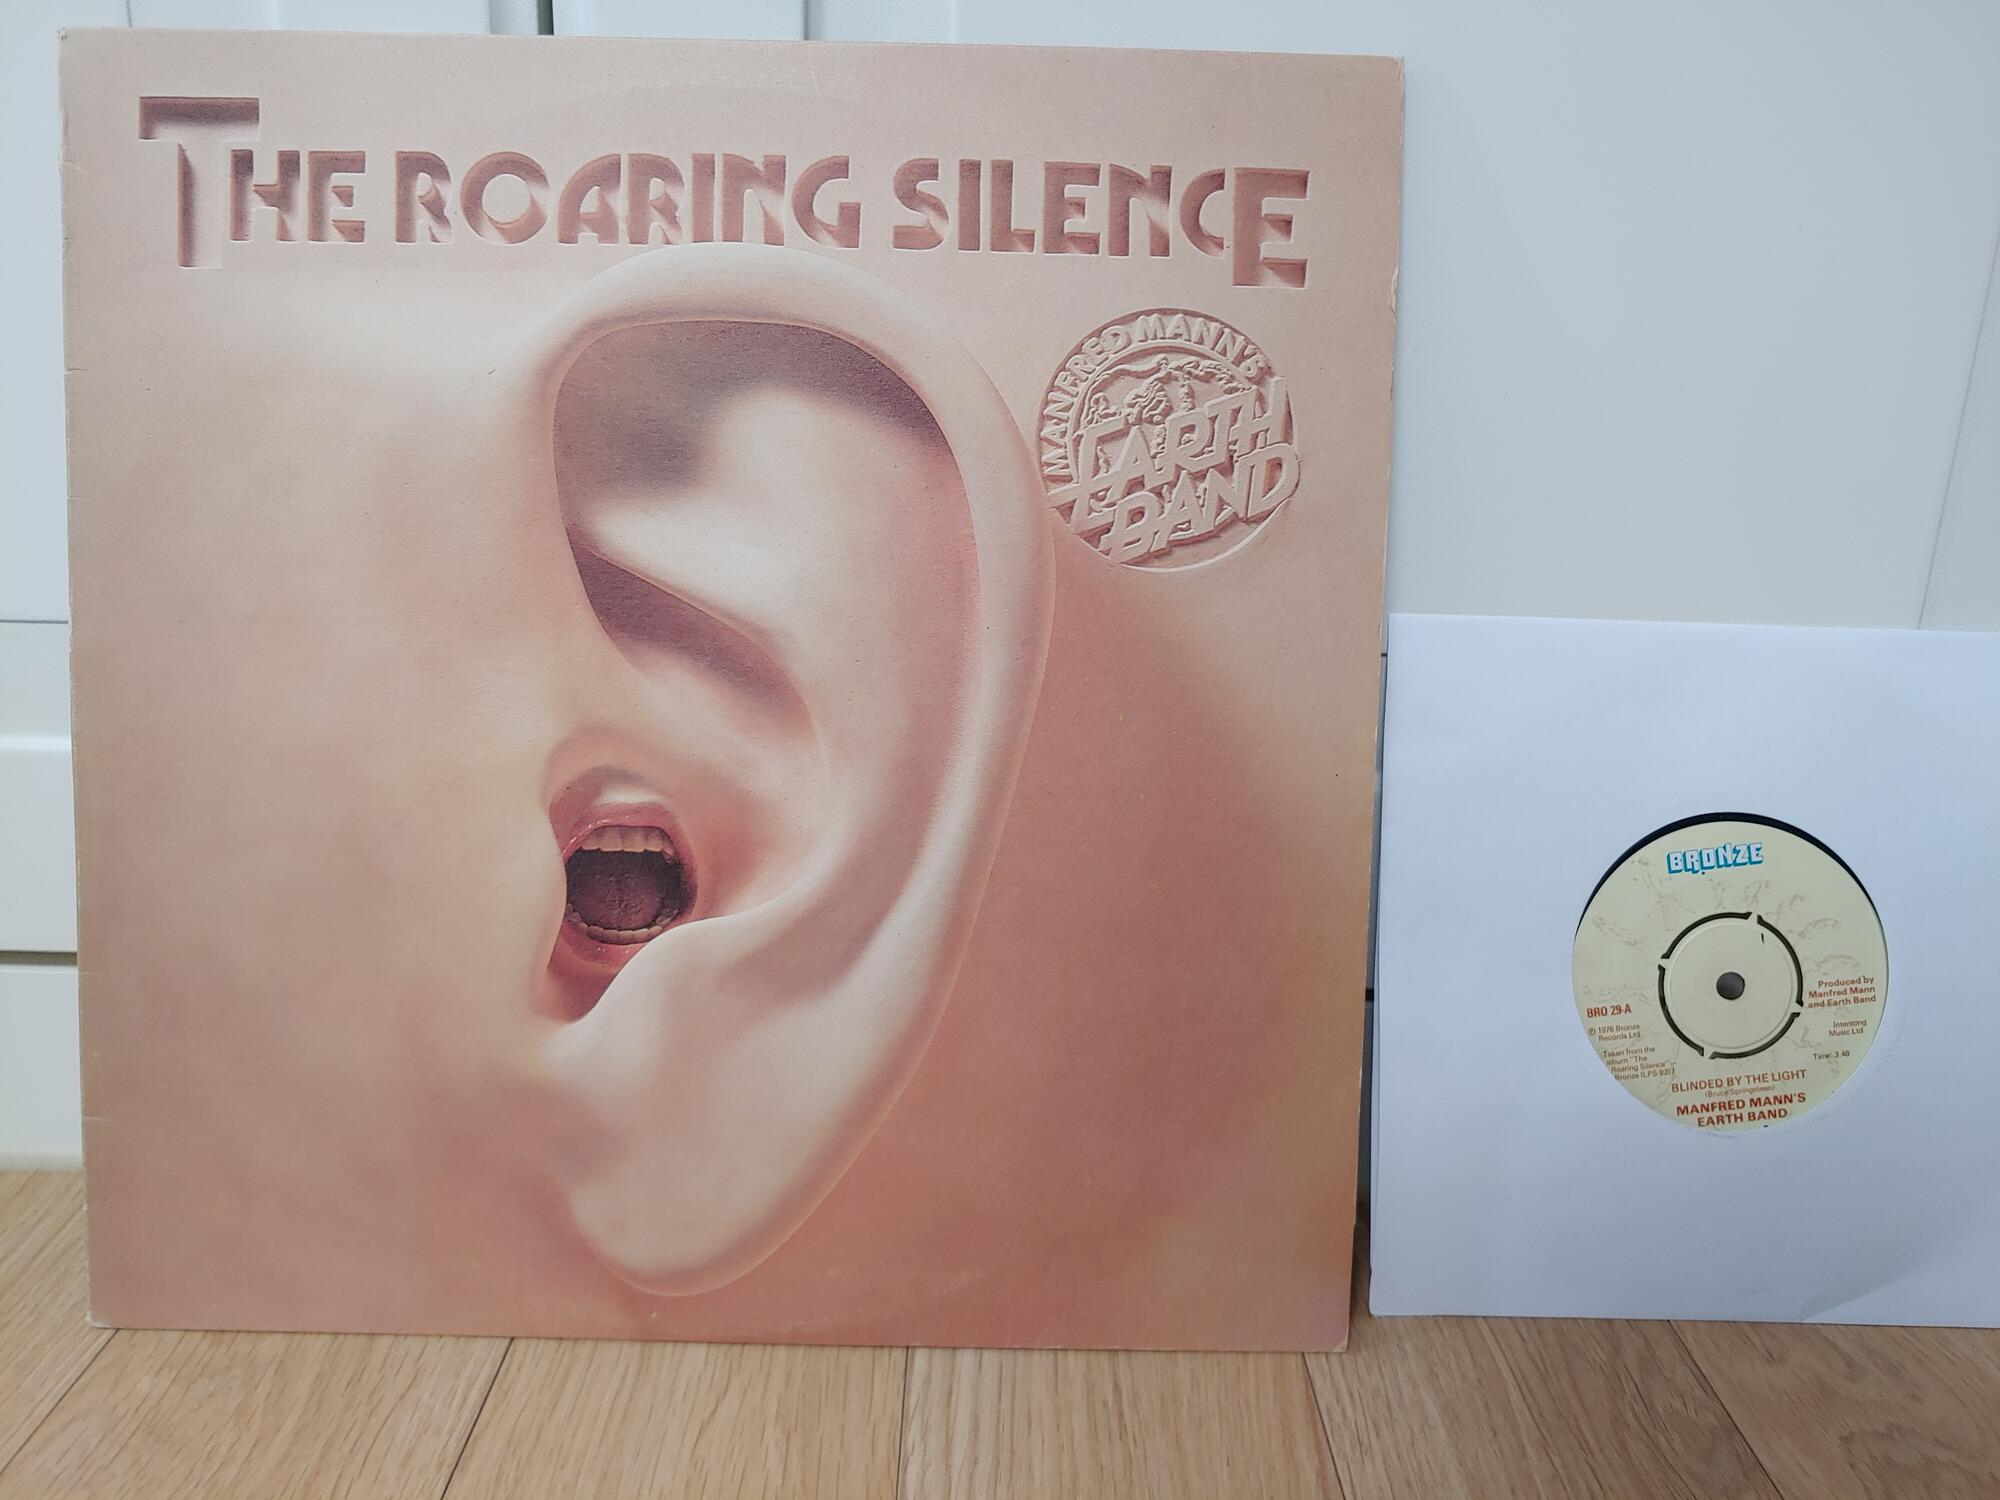 THE ROARING SILENCE
MANFRED MANN'S
EARTH
BAND
BRONZE
Produced by
Manfred Mann
and Earth Band
BRO 29-A
Intersong
Music Ltd
℗ 1976 Bronze
Records Ltd
Time: 3.48
Taken from the
album "The
Roaring Silence" –
Bronze ILPS 9357
BLINDED BY THE LIGHT
(Bruce Springsteen)
MANFRED MANN'S
EARTH BAND